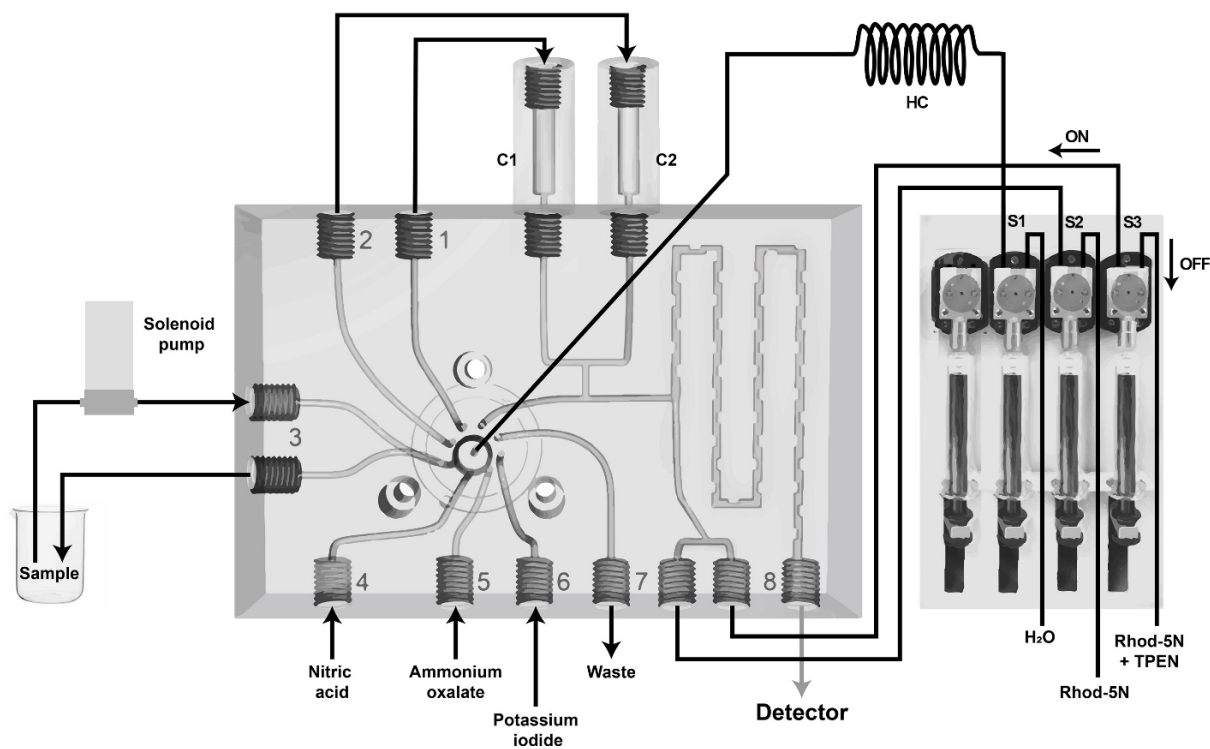 HC
C1
C2
ON
S1
S2
S3
OFF
2
1
Solenoid
pump
3
Sample
4
5
6
7
8
Nitric
acid
Ammonium
oxalate
Potassium
iodide
Waste
Detector
H₂O
Rhod-5N
Rhod-5N
+ TPEN